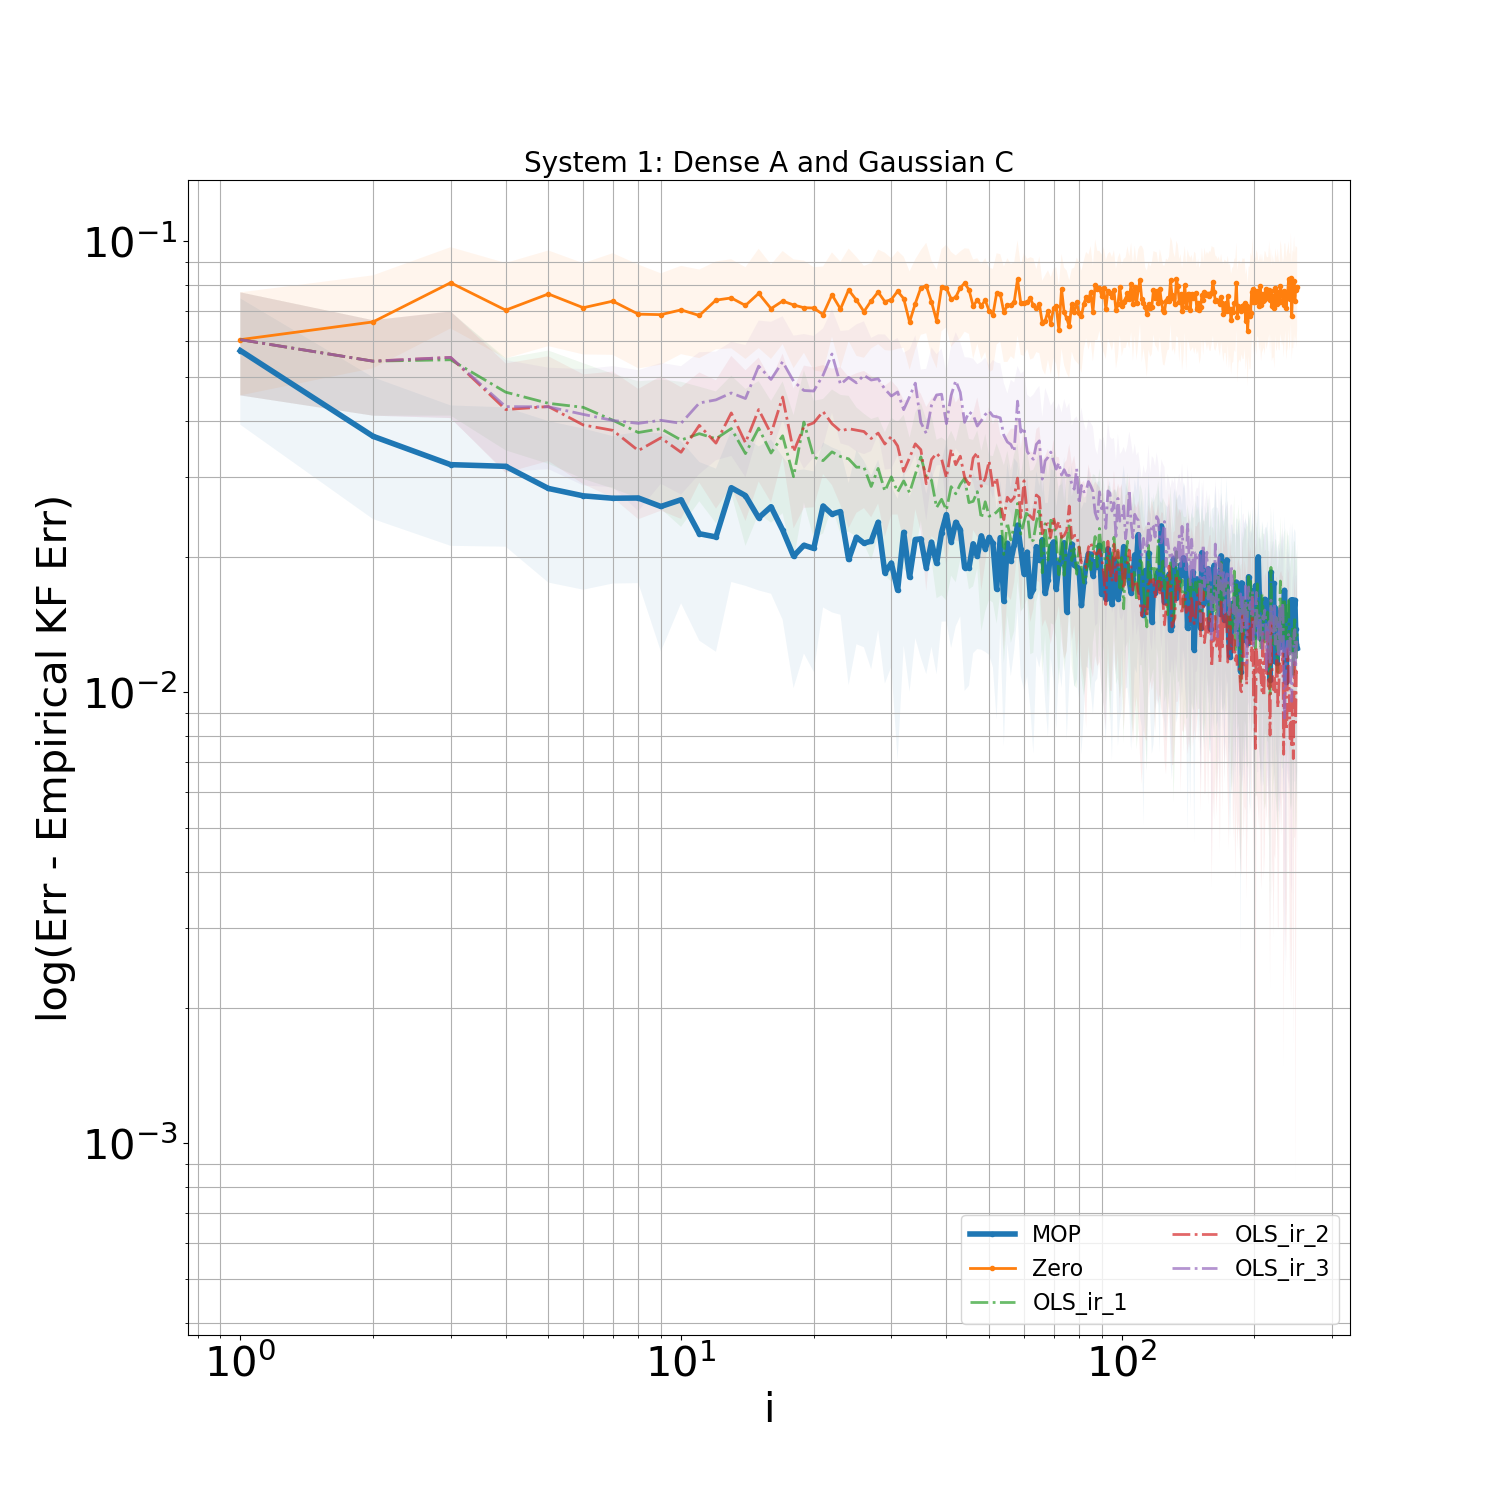 System 1: Dense A and Gaussian C
log(Err - Empirical KF Err)
10⁻¹
10⁻²
10⁻³
10⁰
10¹
10²
i
MOP
Zero
OLS_ir_1
OLS_ir_2
OLS_ir_3